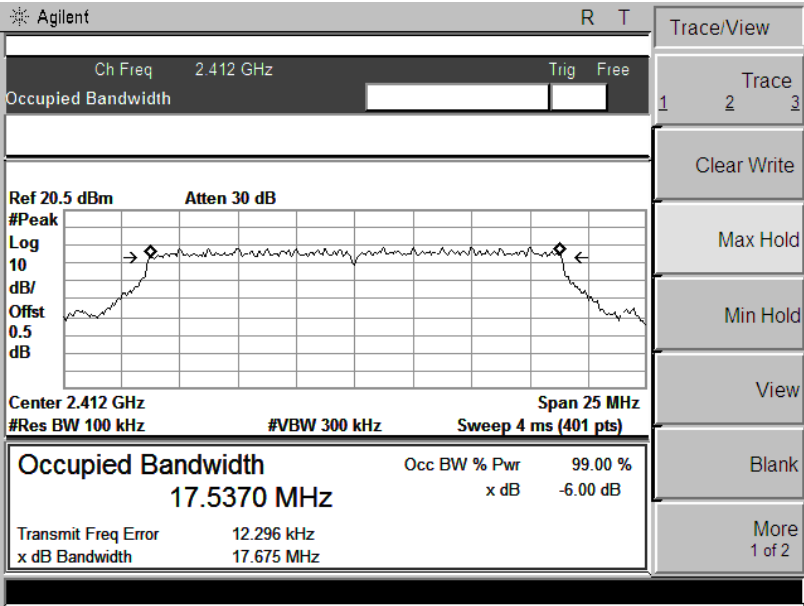 Agilent R T
Ch Freq 2.412 GHz Trig Free
Occupied Bandwidth
Ref 20.5 dBm Atten 30 dB
#Peak
Log
10
dB/
Offst
0.5
dB
Center 2.412 GHz Span 25 MHz
#Res BW 100 kHz #VBW 300 kHz Sweep 4 ms (401 pts)
Occupied Bandwidth Occ BW % Pwr 99.00 %
17.5370 MHz x dB -6.00 dB
Transmit Freq Error 12.296 kHz
x dB Bandwidth 17.675 MHz
Trace/View
Trace
1 2 3
Clear Write
Max Hold
Min Hold
View
Blank
More
1 of 2